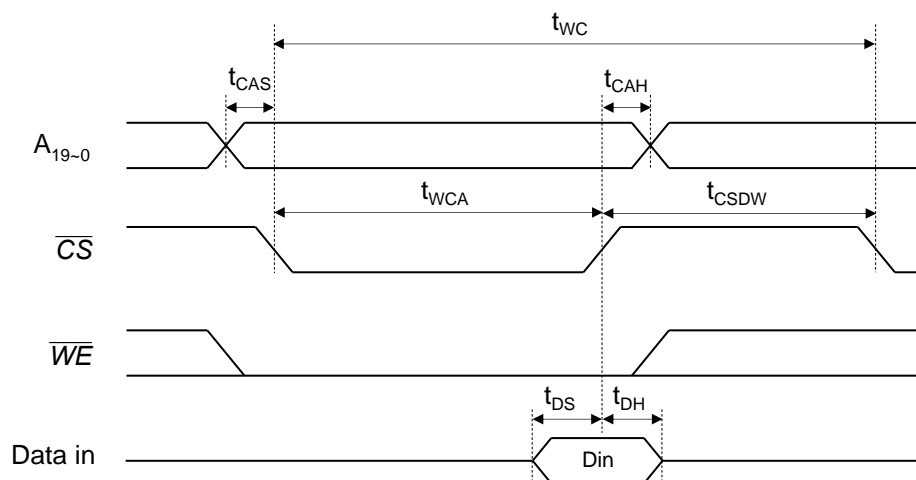 tWC
tCAS
tCAH
A19~0
tWCA
tCSDW
CS
WE
tDS
tDH
Data in
Din